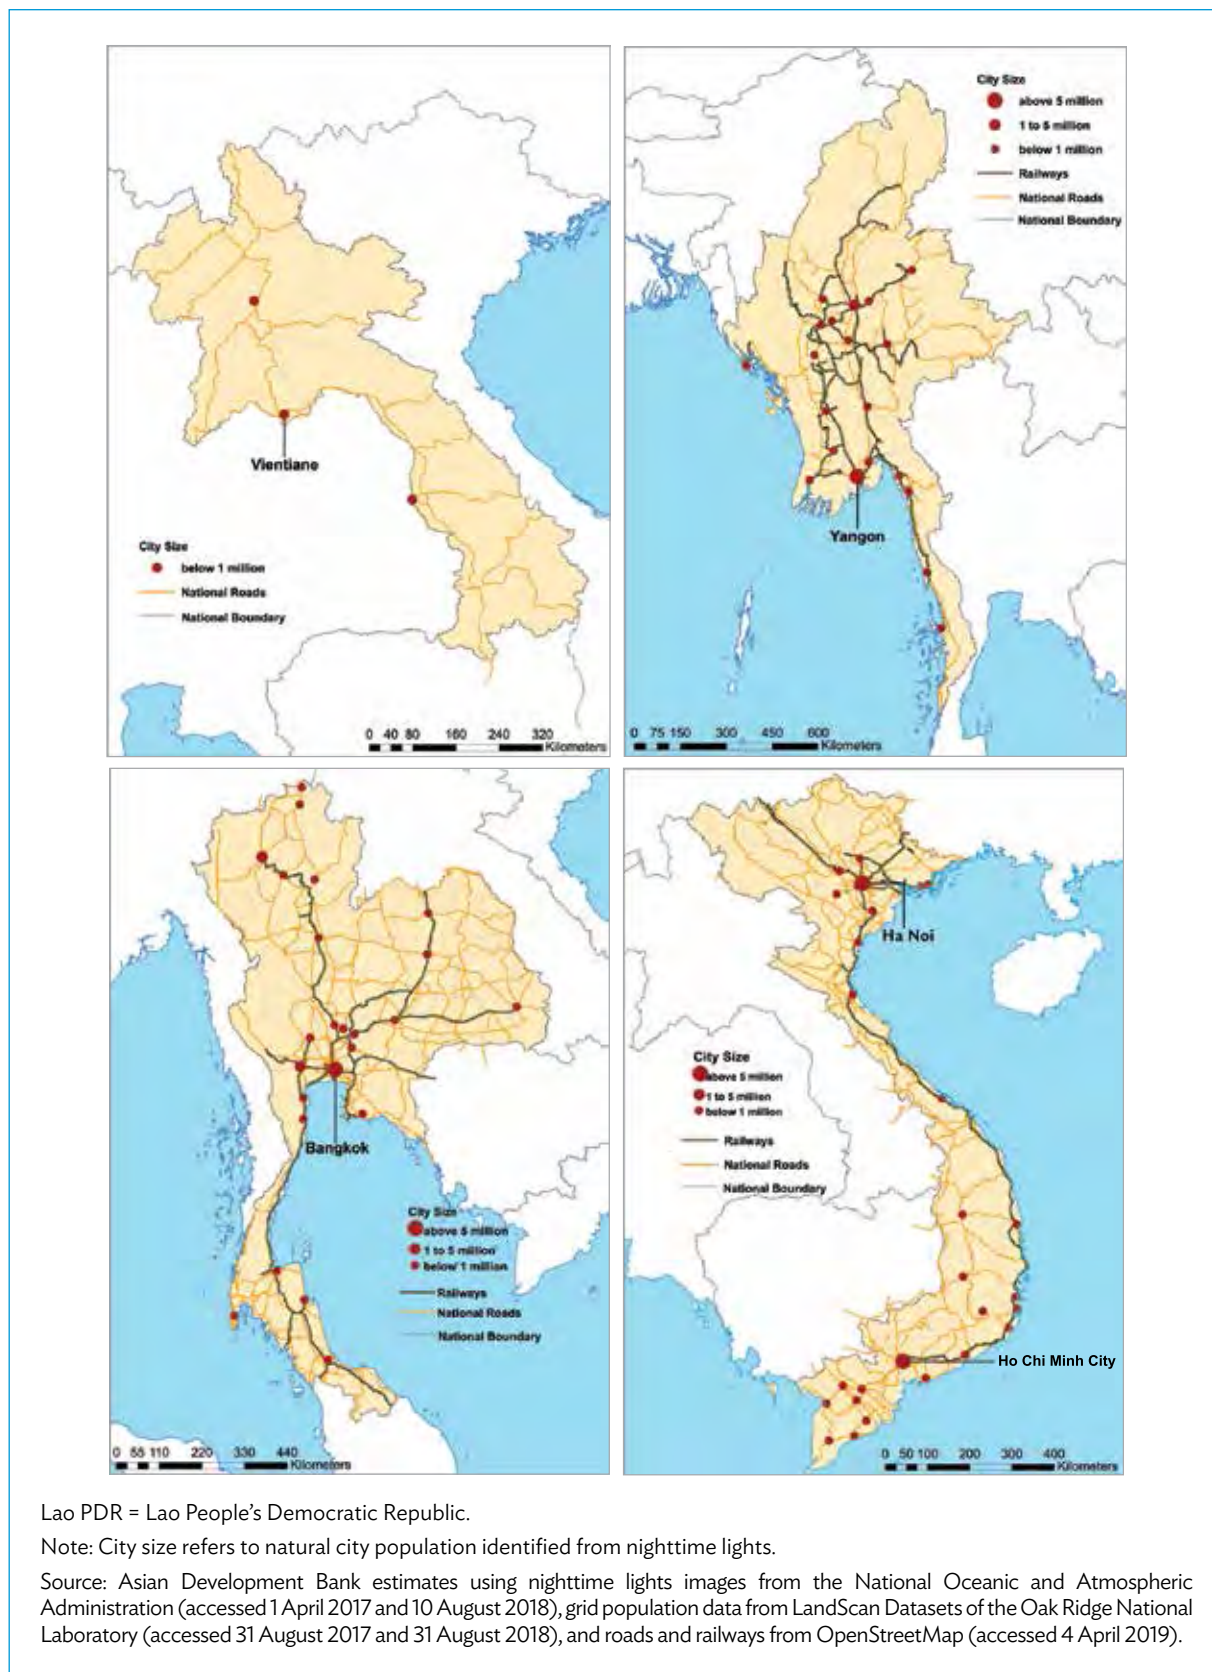 Vientiane
City Size
below 1 million
National Roads
National Boundary
0 40 80 160 240 320
Kilometers
City Size
above 5 million
1 to 5 million
below 1 million
Railways
National Roads
National Boundary
Yangon
0 75 150 300 450 600
Kilometers
Bangkok
City Size
above 5 million
1 to 5 million
below 1 million
Railways
National Roads
National Boundary
0 55 110 220 330 440
Kilometers
Ha Noi
City Size
above 5 million
1 to 5 million
below 1 million
Railways
National Roads
National Boundary
Ho Chi Minh City
0 50 100 200 300 400
Kilometers
Lao PDR = Lao People’s Democratic Republic.
Note: City size refers to natural city population identified from nighttime lights.
Source: Asian Development Bank estimates using nighttime lights images from the National Oceanic and Atmospheric
Administration (accessed 1 April 2017 and 10 August 2018), grid population data from LandScan Datasets of the Oak Ridge National
Laboratory (accessed 31 August 2017 and 31 August 2018), and roads and railways from OpenStreetMap (accessed 4 April 2019).